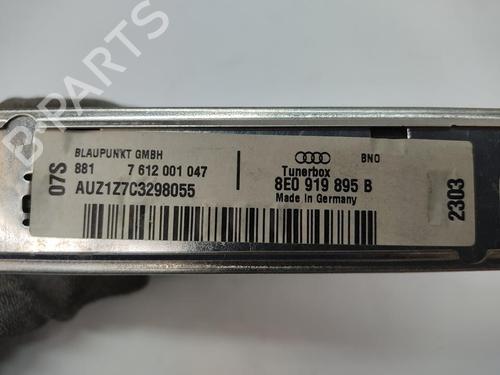 B-PARTS
07S
BLAUPUNKT GMBH
881 7 612 001 047
AUZ1Z7C3298055
BNO
Tunerbox
8E0 919 895 B
Made in Germany
2303